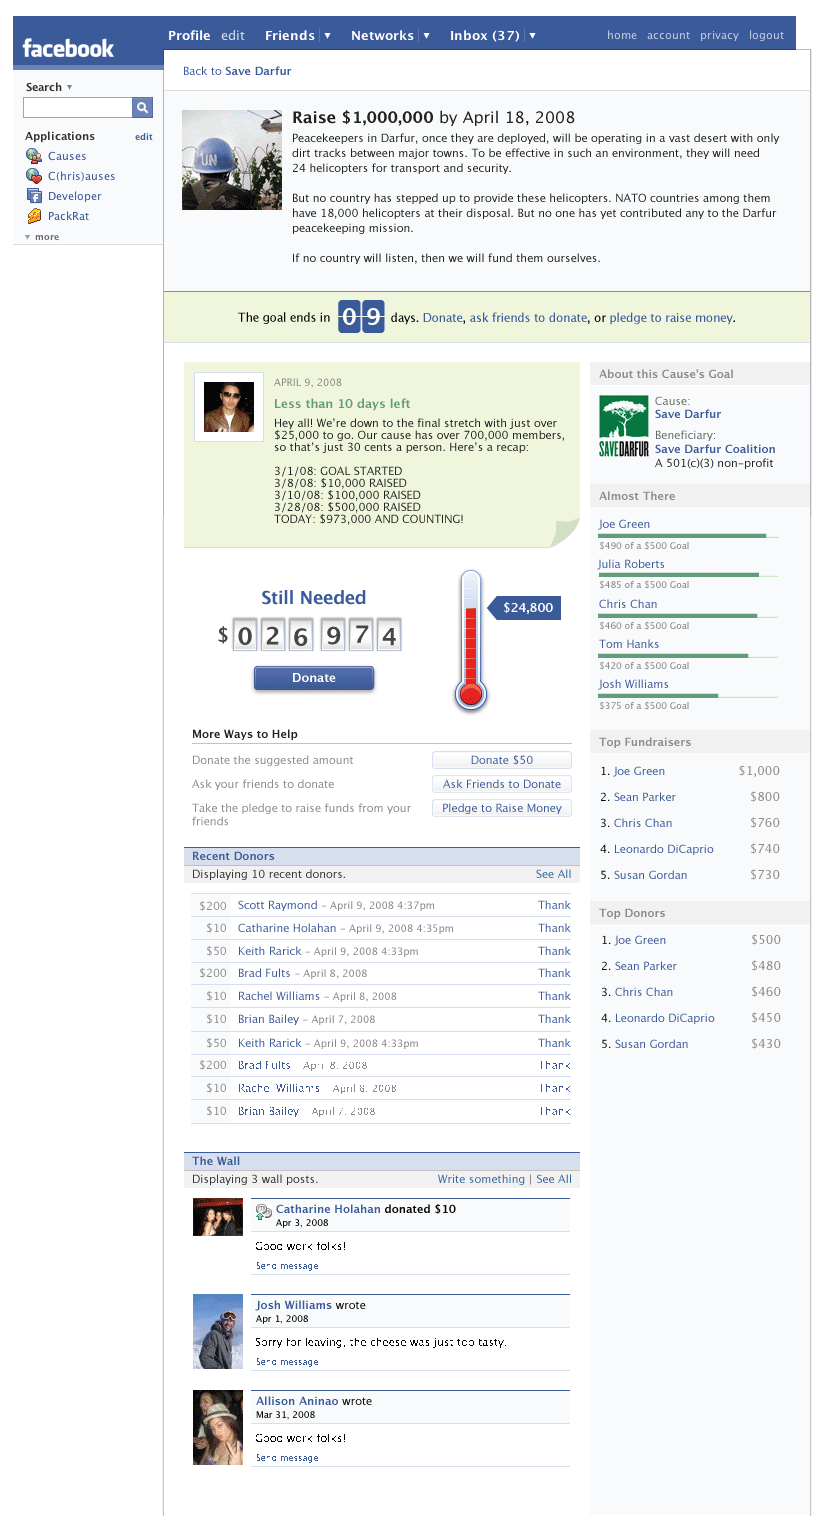 facebook
Profile edit Friends Networks Inbox (37) home account privacy logout
Search
Applications edit
Causes
C(hris)auses
Developer
PackRat
more
Back to Save Darfur
UN
Raise $1,000,000 by April 18, 2008
Peacekeepers in Darfur, once they are deployed, will be operating in a vast desert with only
dirt tracks between major towns. To be effective in such an environment, they will need
24 helicopters for transport and security.
But no country has stepped up to provide these helicopters. NATO countries among them
have 18,000 helicopters at their disposal. But no one has yet contributed any to the Darfur
peacekeeping mission.
If no country will listen, then we will fund them ourselves.
The goal ends in 09 days. Donate, ask friends to donate, or pledge to raise money.
APRIL 9, 2008
Less than 10 days left
Hey all! We're down to the final stretch with just over
$25,000 to go. Our cause has over 700,000 members,
so that's just 30 cents a person. Here's a recap:
3/1/08: GOAL STARTED
3/8/08: $10,000 RAISED
3/10/08: $100,000 RAISED
3/28/08: $500,000 RAISED
TODAY: $973,000 AND COUNTING!
Still Needed
$ 026 974
Donate
$24,800
More Ways to Help
Donate the suggested amount Donate $50
Ask your friends to donate Ask Friends to Donate
Take the pledge to raise funds from your Pledge to Raise Money
friends
Recent Donors
Displaying 10 recent donors. See All
$200 Scott Raymond – April 9, 2008 4:37pm Thank
$10 Catharine Holahan – April 9, 2008 4:35pm Thank
$50 Keith Rarick – April 9, 2008 4:33pm Thank
$200 Brad Fults – April 8, 2008 Thank
$10 Rachel Williams – April 8, 2008 Thank
$10 Brian Bailey – April 7, 2008 Thank
$50 Keith Rarick – April 9, 2008 4:33pm Thank
$200 Brad Fults April 8, 2008 Thank
$10 Rachel Williams April 8, 2008 Thank
$10 Brian Bailey April 7, 2008 Thank
The Wall
Displaying 3 wall posts. Write something | See All
Catharine Holahan donated $10
Apr 3, 2008
Good work folks!
Send message
Josh Williams wrote
Apr 1, 2008
Sorry for leaving, the cheese was just too tasty.
Send message
Allison Aninao wrote
Mar 31, 2008
Good work folks!
Send message
About this Cause's Goal
SAVEDARFUR
Cause:
Save Darfur
Beneficiary:
Save Darfur Coalition
A 501(c)(3) non-profit
Almost There
Joe Green
$490 of a $500 Goal
Julia Roberts
$485 of a $500 Goal
Chris Chan
$460 of a $500 Goal
Tom Hanks
$420 of a $500 Goal
Josh Williams
$375 of a $500 Goal
Top Fundraisers
1. Joe Green $1,000
2. Sean Parker $800
3. Chris Chan $760
4. Leonardo DiCaprio $740
5. Susan Gordan $730
Top Donors
1. Joe Green $500
2. Sean Parker $480
3. Chris Chan $460
4. Leonardo DiCaprio $450
5. Susan Gordan $430